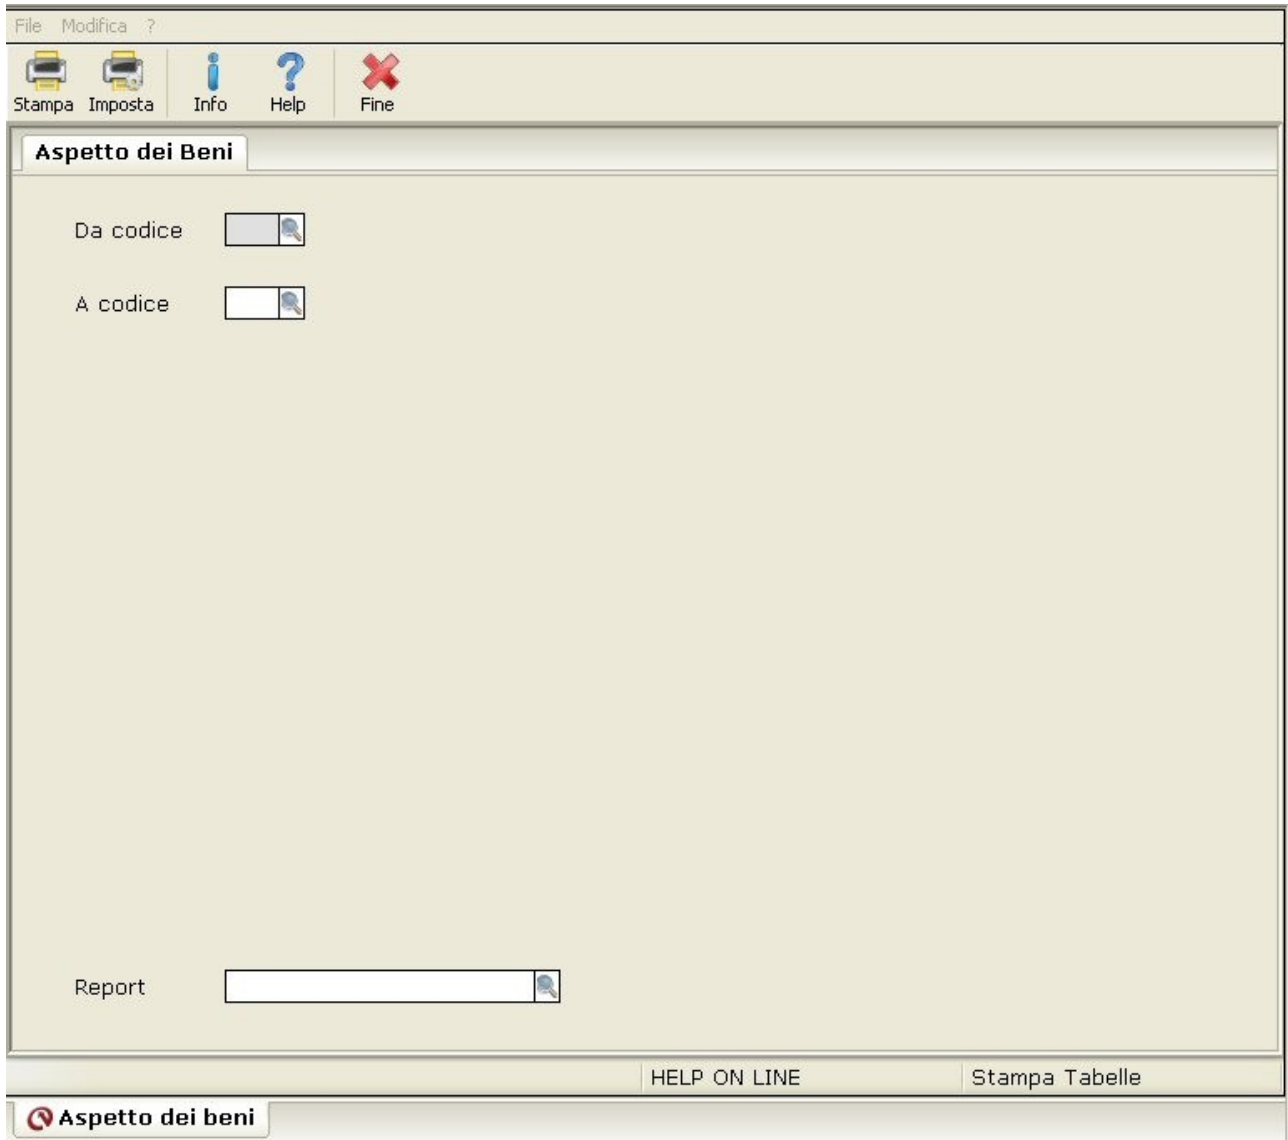 File Modifica ?
Stampa Imposta Info Help Fine
Aspetto dei Beni
Da codice
A codice
Report
HELP ON LINE Stampa Tabelle
Aspetto dei beni